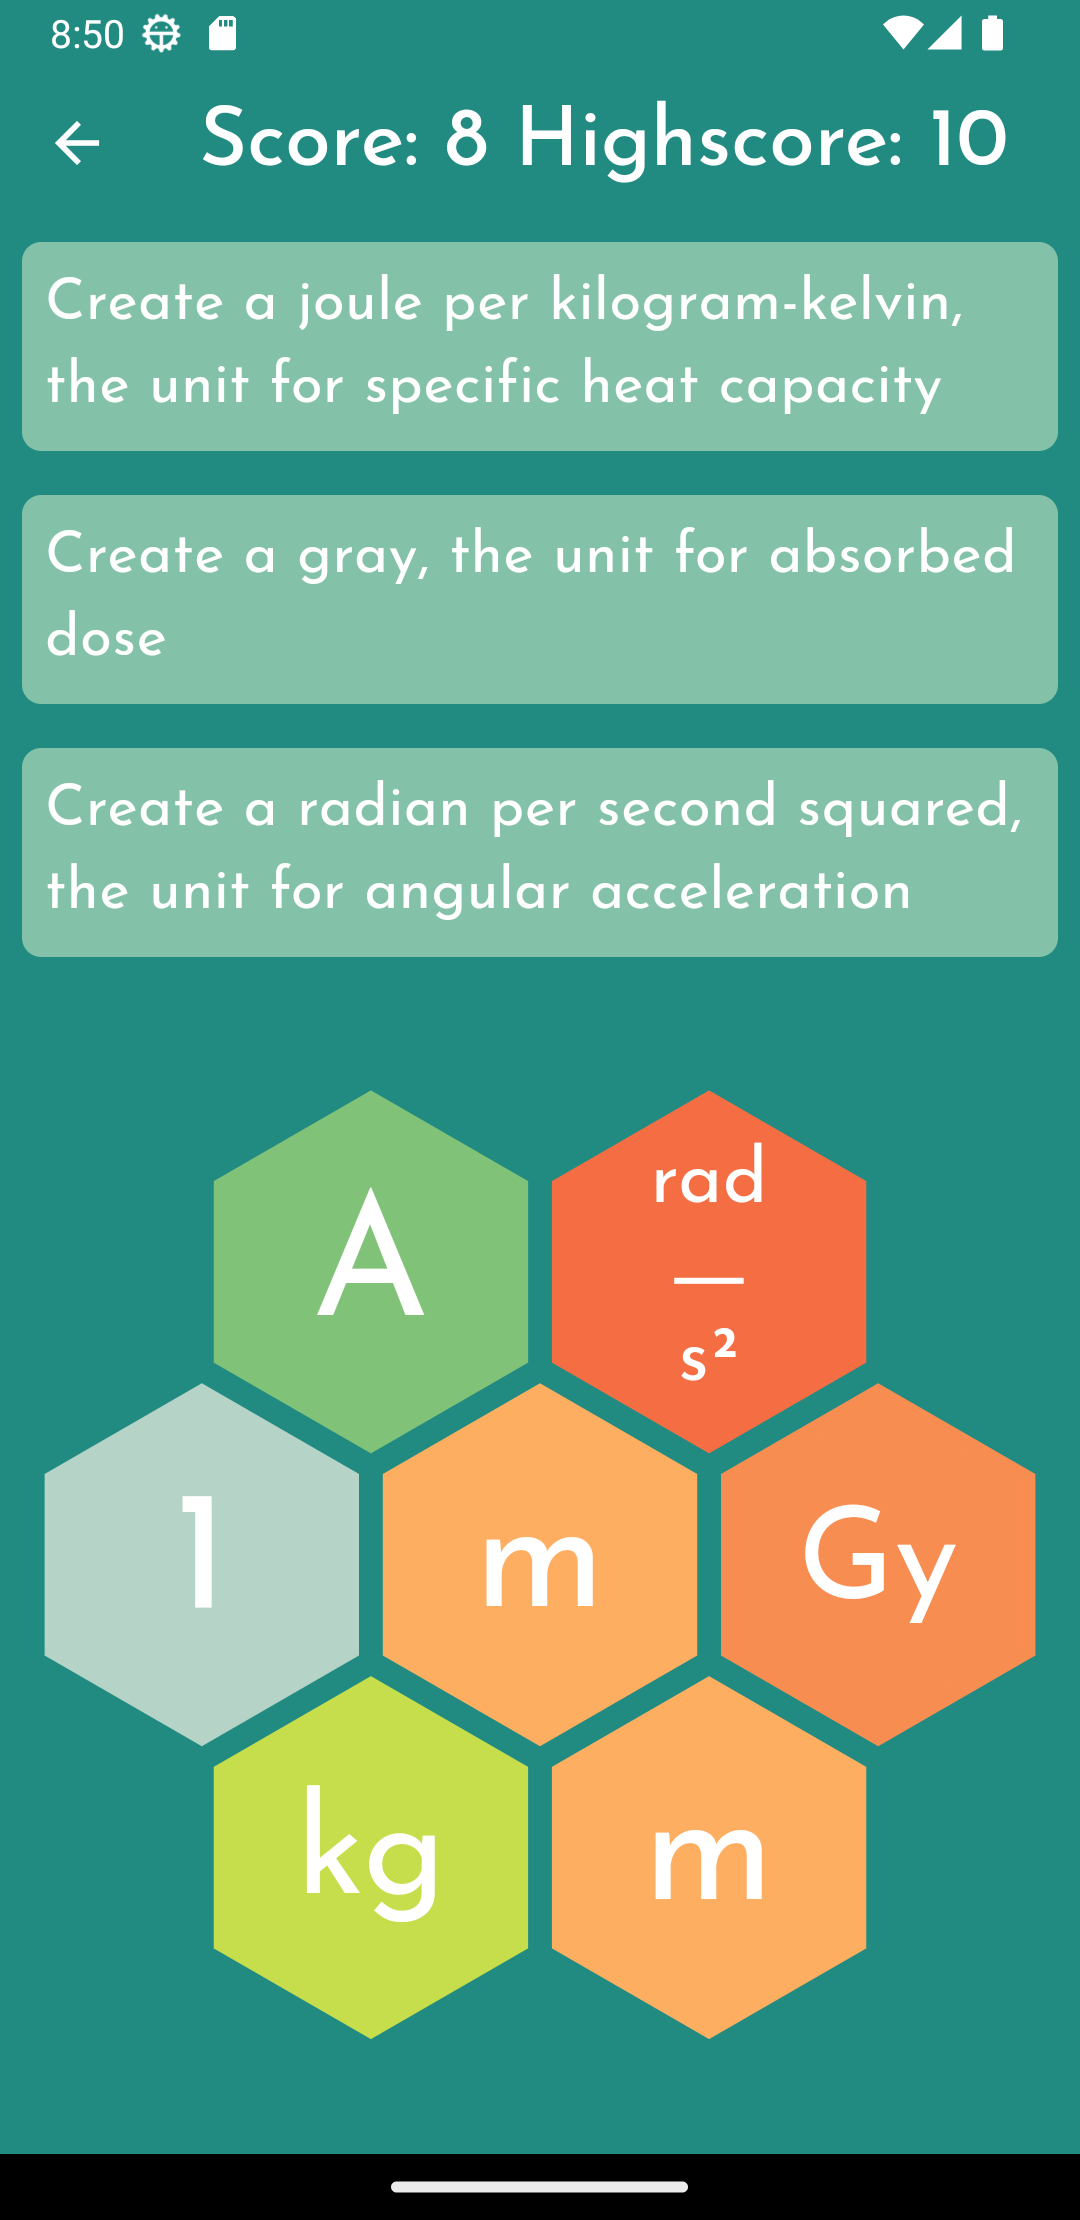 8:50
Score: 8 Highscore: 10
Create a joule per kilogram-kelvin,
the unit for specific heat capacity
Create a gray, the unit for absorbed
dose
Create a radian per second squared,
the unit for angular acceleration
A
rad
—
s²
1
m
Gy
kg
m